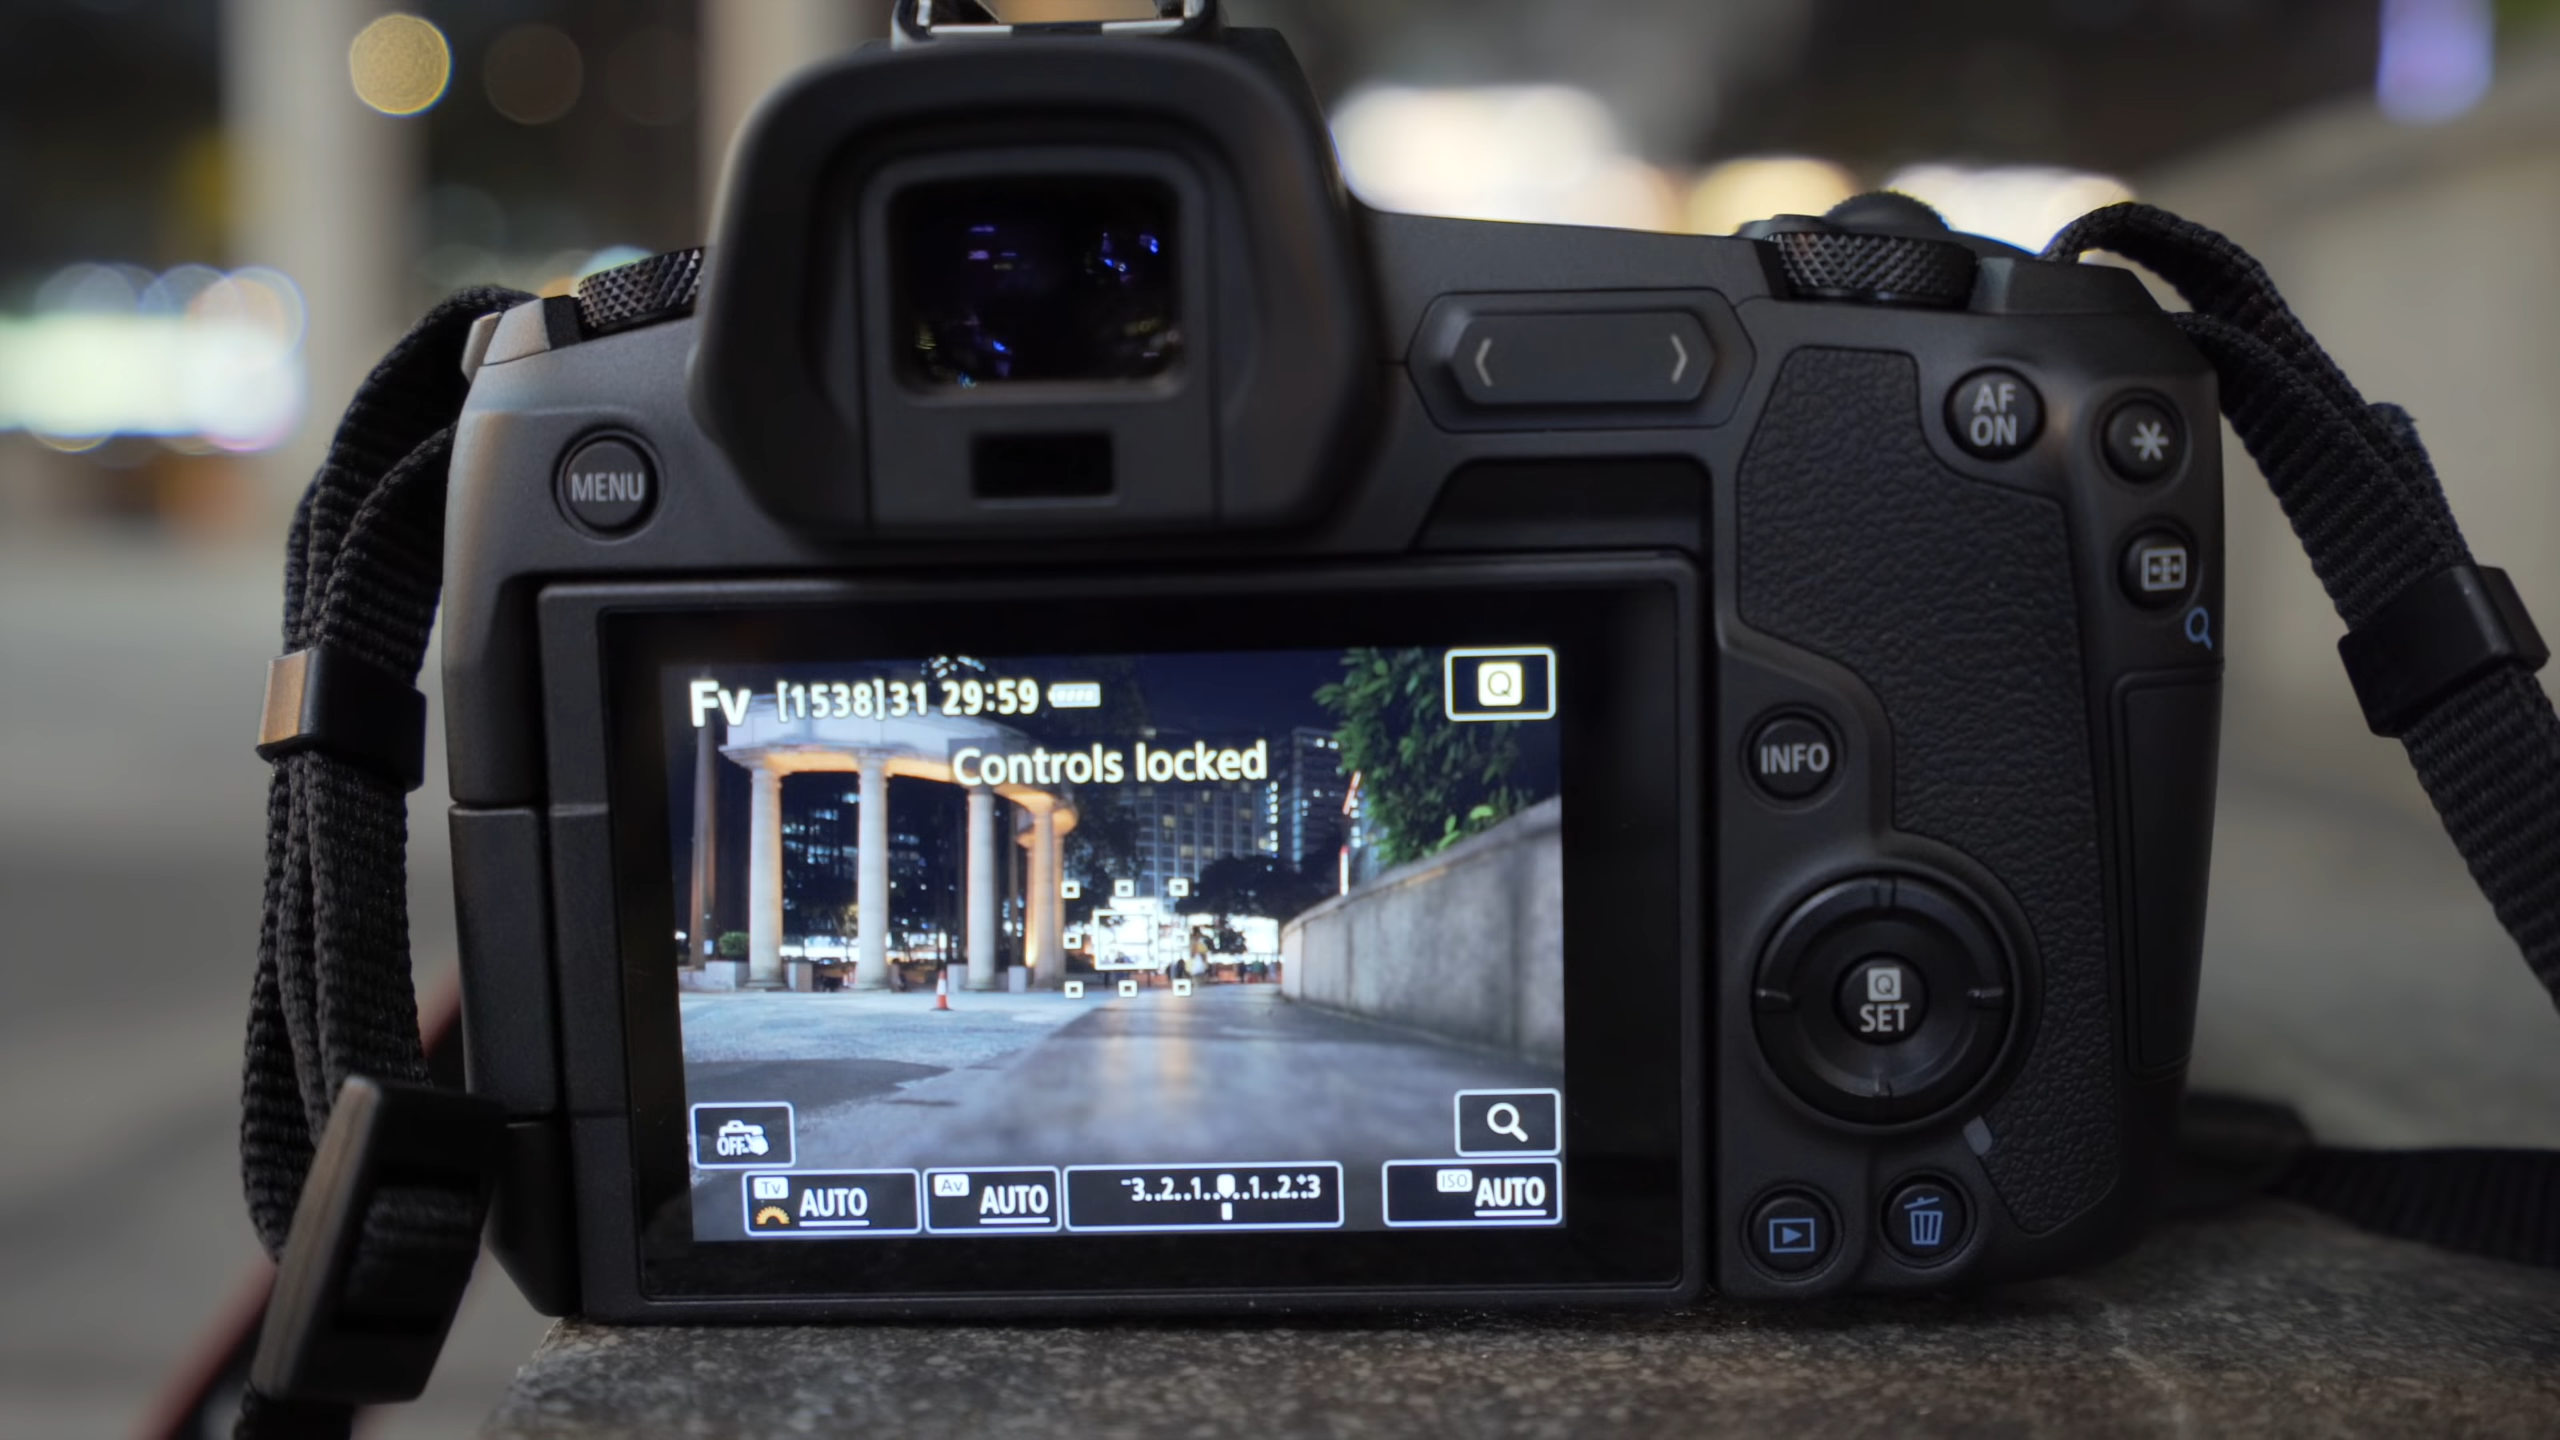 MENU
AF
ON
Fv [1538]31 29:59
Q
Controls locked
INFO
Q
SET
OFF
Tv AUTO
Av AUTO
-3..2..1..0..1..2..+3
ISO AUTO